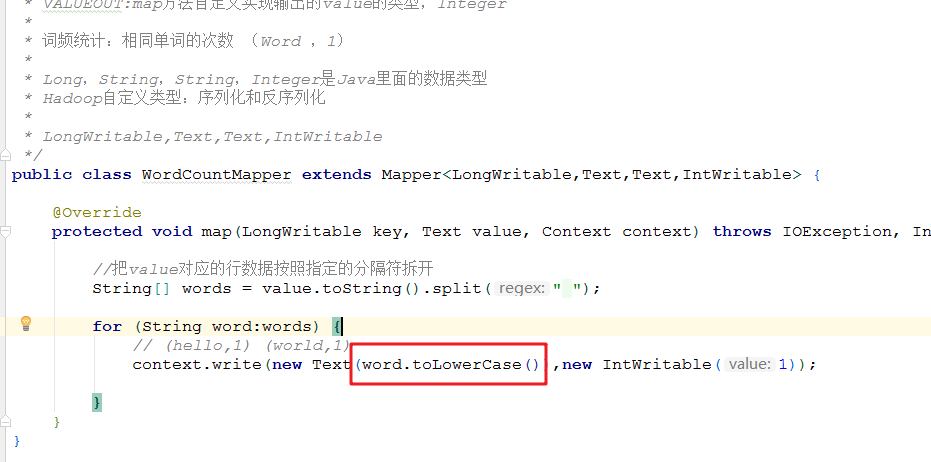 * VALUEOUT:map方法自定义实现输出的value的类型，Integer
*
* 词频统计：相同单词的次数 （Word ，1）
*
* Long，String，String，Integer是Java里面的数据类型
* Hadoop自定义类型：序列化和反序列化
*
* LongWritable,Text,Text,IntWritable
*/
public class WordCountMapper extends Mapper<LongWritable,Text,Text,IntWritable> {
@Override
protected void map(LongWritable key, Text value, Context context) throws IOException, In
//把value对应的行数据按照指定的分隔符拆开
String[] words = value.toString().split( regex: " ");
for (String word:words) {
// (hello,1) (world,1)
context.write(new Text(word.toLowerCase()),new IntWritable( value: 1));
}
}
}